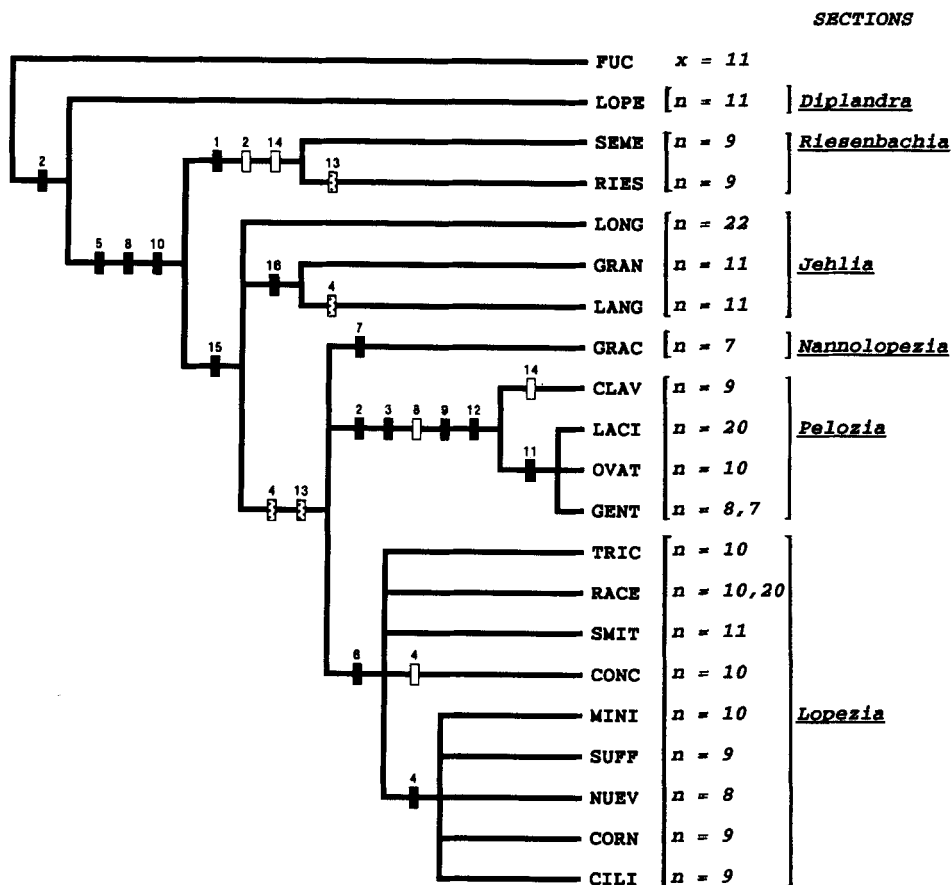 SECTIONS
FUC x = 11
LOPE [n = 11 ] Diplandra
1 2 14 SEME n = 9 Riesenbachia
2 13 RIES n = 9
LONG n = 22
5 8 10 16 GRAN n = 11 Jehlia
4 LANG n = 11
15 7 GRAC [n = 7 ] Nannolopezia
14 CLAV n = 9
2 3 8 9 12 LACI n = 20 Pelozia
11 OVAT n = 10
4 13 GENT n = 8,7
TRIC n = 10
RACE n = 10,20
SMIT n = 11
6 4 CONC n = 10
MINI n = 10 Lopezia
SUFF n = 9
4 NUEV n = 8
CORN n = 9
CILI n = 9